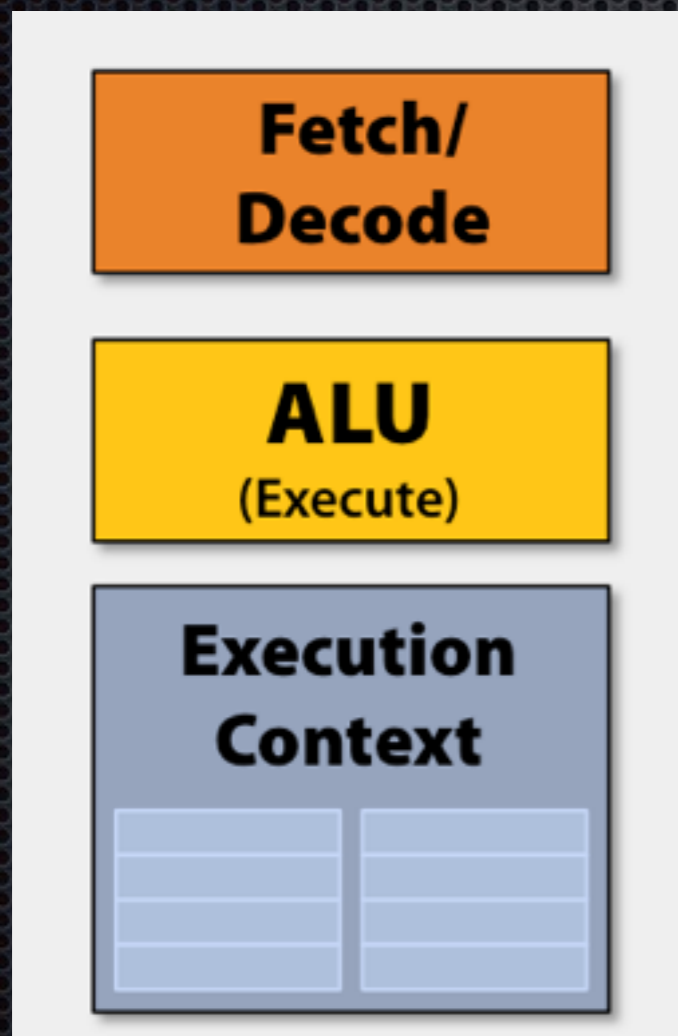 Fetch/
Decode
ALU
(Execute)
Execution
Context